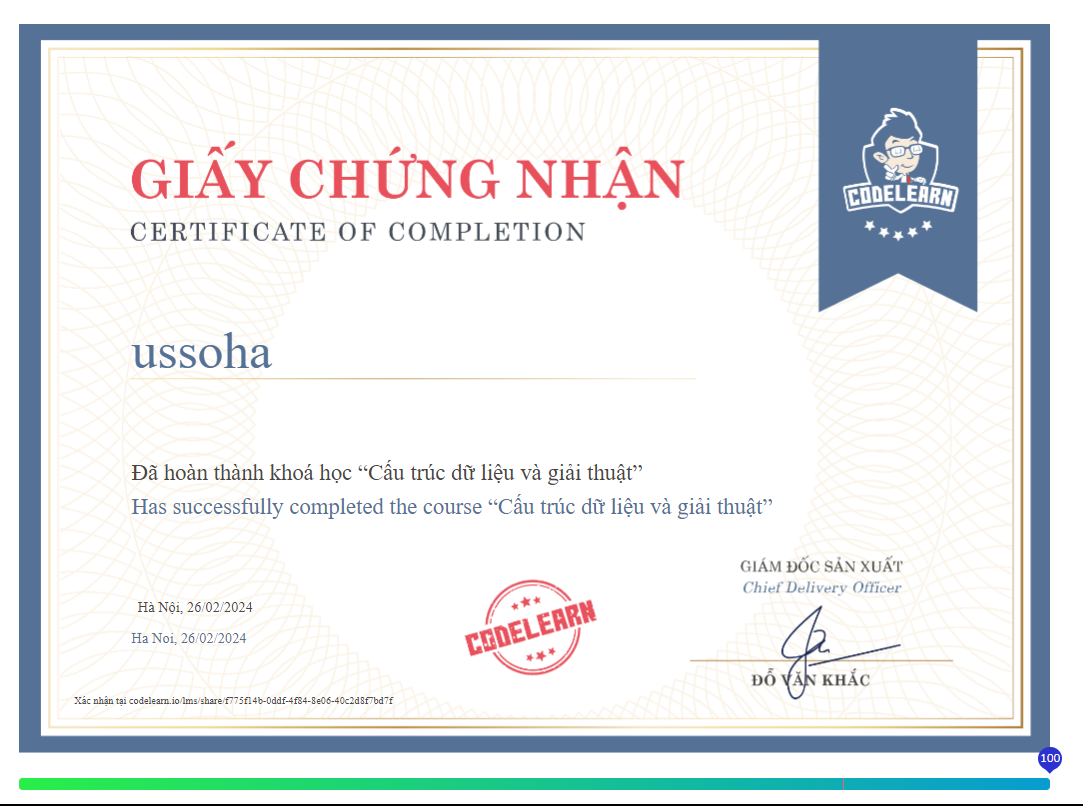 GIẤY CHỨNG NHẬN
CERTIFICATE OF COMPLETION
CODELEARN
ussoha
Đã hoàn thành khoá học “Cấu trúc dữ liệu và giải thuật”
Has successfully completed the course “Cấu trúc dữ liệu và giải thuật”
GIÁM ĐỐC SẢN XUẤT
Chief Delivery Officer
Hà Nội, 26/02/2024
Ha Noi, 26/02/2024
CODELEARN
ĐỖ VĂN KHẮC
Xác nhận tại codelearn.io/lms/share/f775f14b-0ddf-4f84-8e06-40c2d8f7bd7f
100